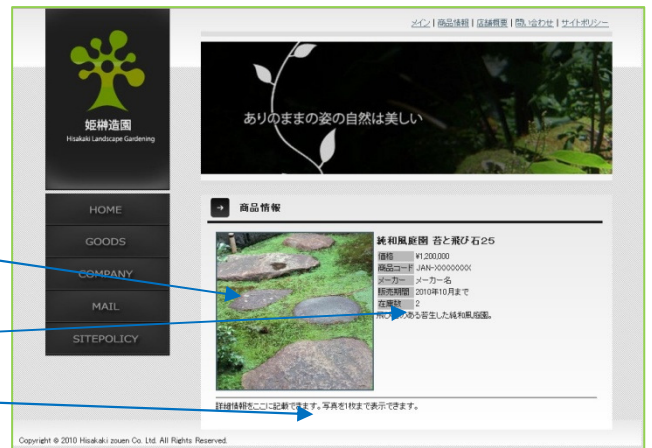 メイン | 商品情報 | 店舗概要 | 問い合わせ | サイトポリシー
姫榊造園
Hisakaki Landscape Gardening
ありのままの姿の自然は美しい
HOME
GOODS
COMPANY
MAIL
SITEPOLICY
商品情報
純和風庭園 苔と飛び石25
価格 ¥1,200,000
商品コード JAN-XXXXXXXX
メーカー メーカー名
販売期間 2010年10月まで
在庫数 2
飛び のある苔生した純和風庭園。
詳細情報をここに記載できます。写真を1枚まで表示できます。
Copyright © 2010 Hisakaki zouen Co. Ltd. All Rights Reserved.